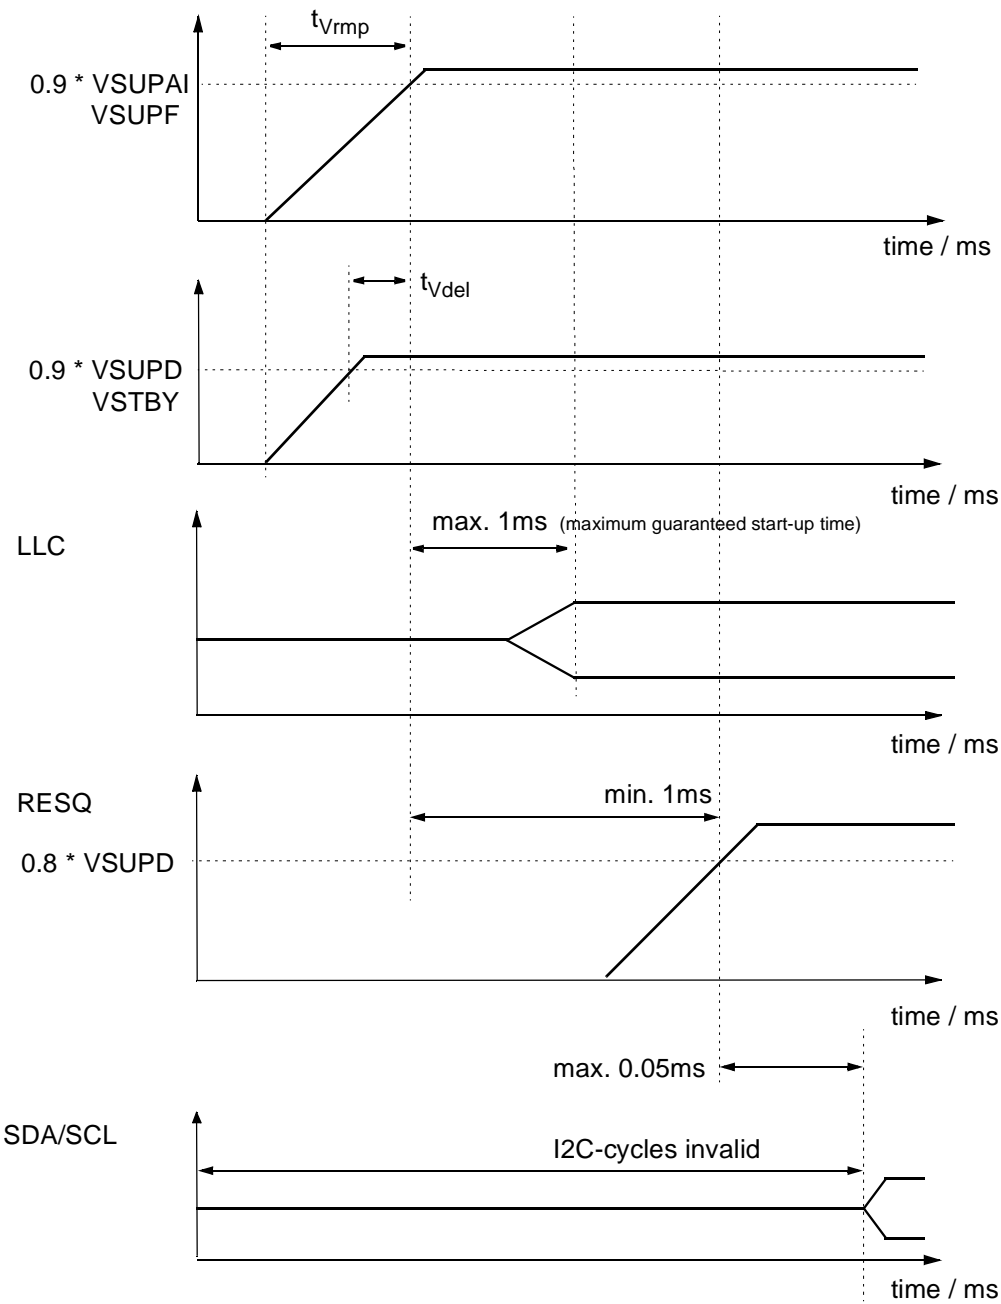 tVrmp
0.9 * VSUPAI
VSUPF
time / ms
tVdel
0.9 * VSUPD
VSTBY
time / ms
max. 1ms (maximum guaranteed start-up time)
LLC
time / ms
RESQ
min. 1ms
0.8 * VSUPD
time / ms
max. 0.05ms
SDA/SCL
I2C-cycles invalid
time / ms